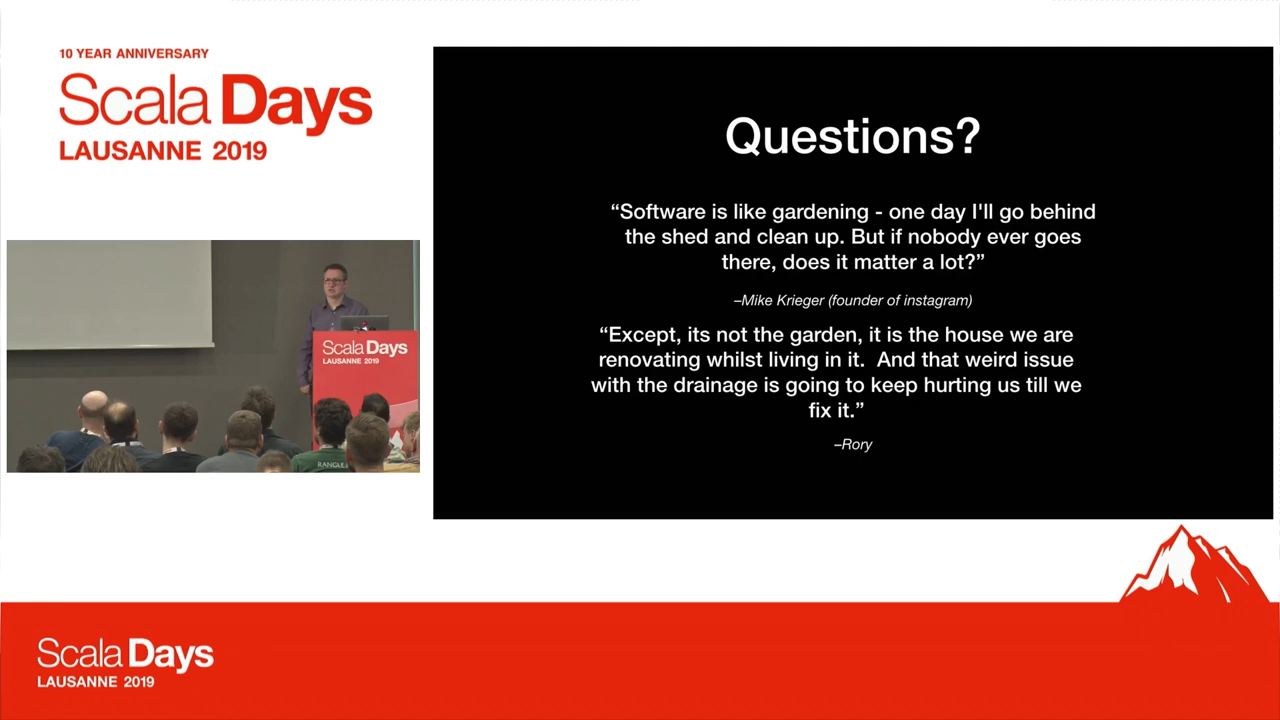 10 YEAR ANNIVERSARY
Scala Days
LAUSANNE 2019
Questions?
“Software is like gardening - one day I'll go behind
the shed and clean up. But if nobody ever goes
there, does it matter a lot?”
–Mike Krieger (founder of instagram)
“Except, its not the garden, it is the house we are
renovating whilst living in it.  And that weird issue
with the drainage is going to keep hurting us till we
fix it.”
–Rory
Scala Days
LAUSANNE 2019
Scala Days
LAUSANNE 2019